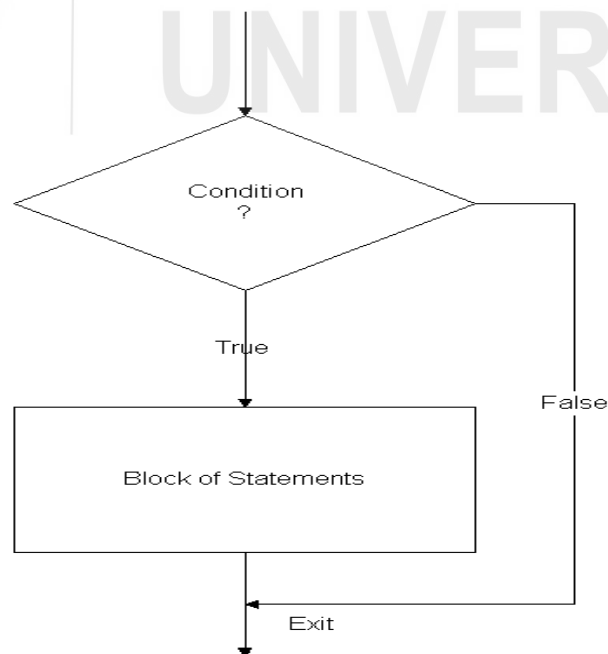 UNIVER
Condition
?
True
False
Block of Statements
Exit